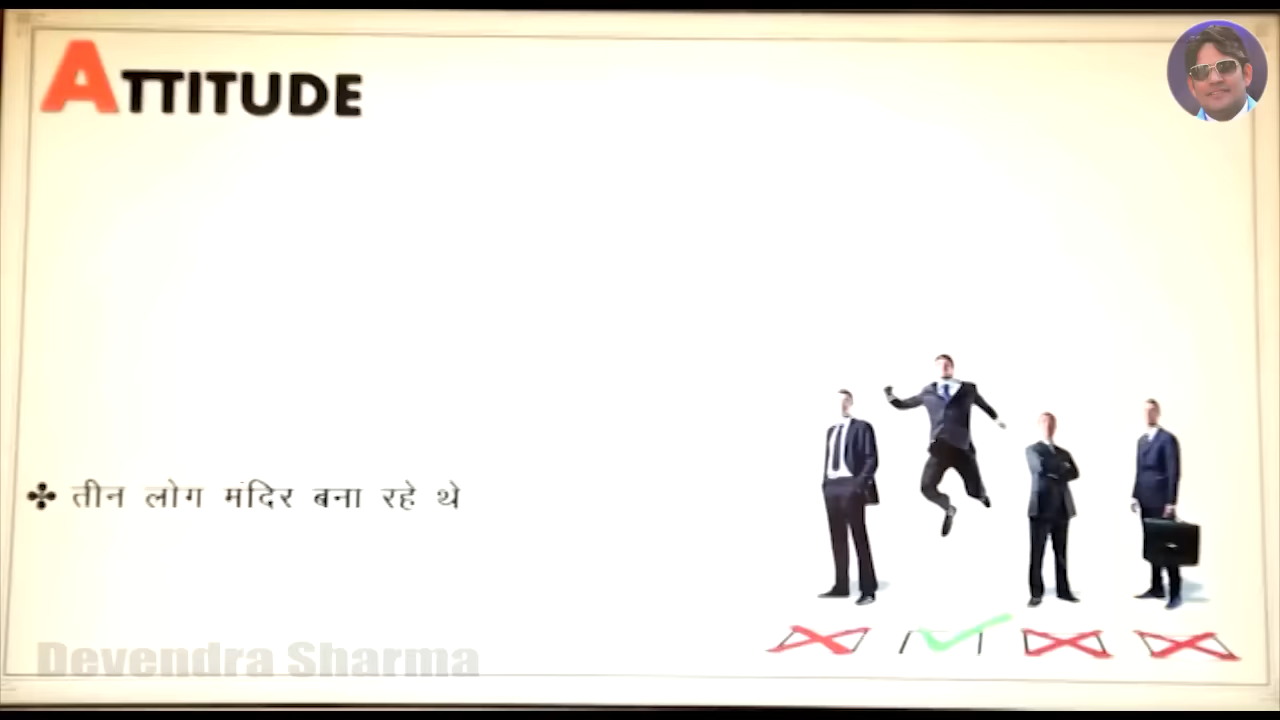 ATTITUDE
तीन लोग मंदिर बना रहे थे
Devendra Sharma